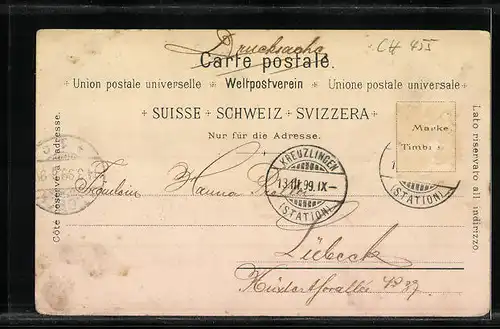 Drucksache
CH 455
Carte postale.
Union postale universelle Weltpostverein Unione postale universale
SUISSE SCHWEIZ SVIZZERA
Nur für die Adresse.
Côté réservé à l'adresse.
Lato riservato all' indirizzo
Marke
Timbre
KREUZLINGEN
13.III.99.IX-
(STATION)
(STATION)
Fräulein Hanna
Lübeck